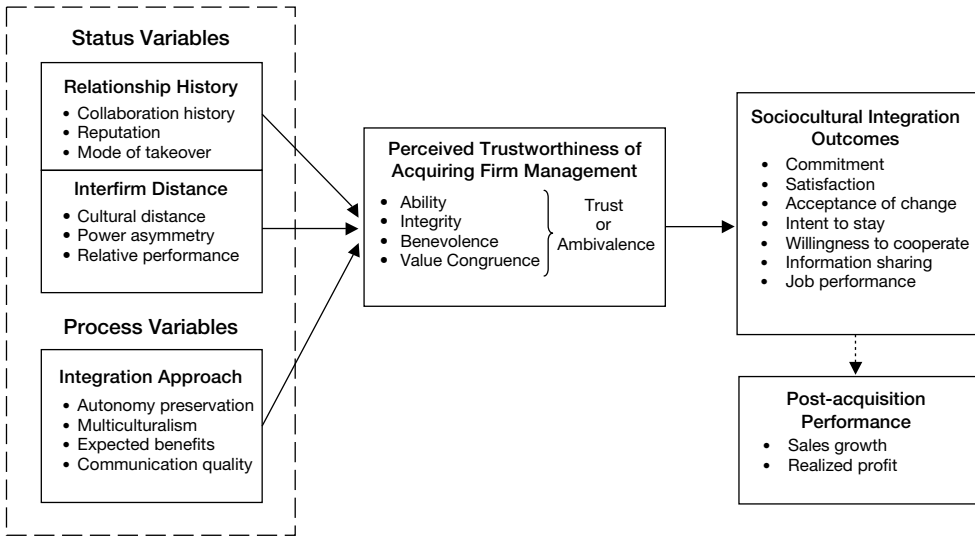 Status Variables
Relationship History
• Collaboration history
• Reputation
• Mode of takeover
Interfirm Distance
• Cultural distance
• Power asymmetry
• Relative performance
Process Variables
Integration Approach
• Autonomy preservation
• Multiculturalism
• Expected benefits
• Communication quality
Perceived Trustworthiness of
Acquiring Firm Management
• Ability
• Integrity
• Benevolence
• Value Congruence
Trust
or
Ambivalence
Sociocultural Integration
Outcomes
• Commitment
• Satisfaction
• Acceptance of change
• Intent to stay
• Willingness to cooperate
• Information sharing
• Job performance
Post-acquisition
Performance
• Sales growth
• Realized profit